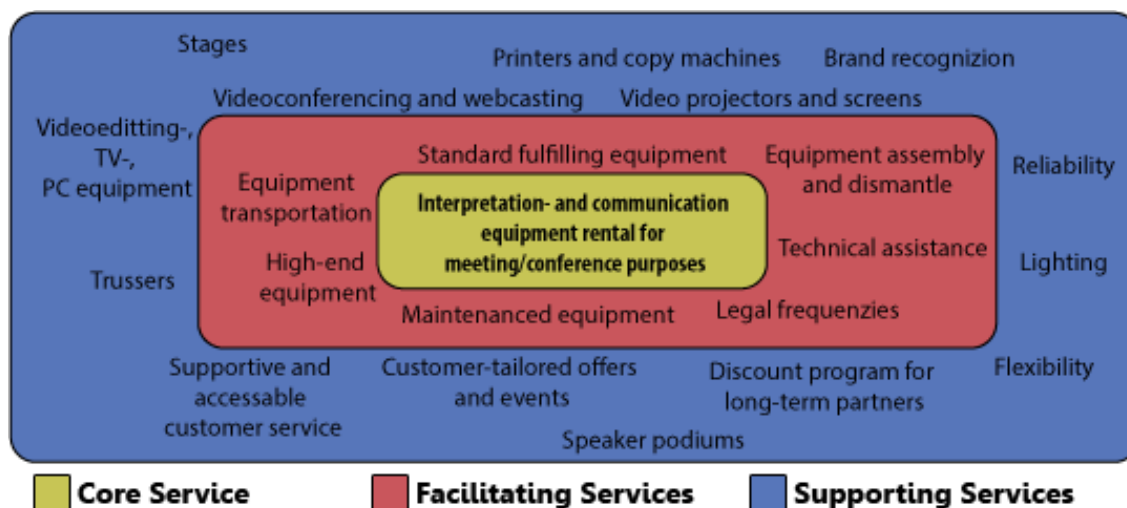 Stages
Printers and copy machines
Brand recognizion
Videoconferencing and webcasting
Video projectors and screens
Videoeditting-,
TV-,
PC equipment
Standard fulfilling equipment
Equipment assembly
and dismantle
Reliability
Equipment
transportation
Interpretation- and communication
equipment rental for
meeting/conference purposes
Technical assistance
High-end
equipment
Trussers
Lighting
Maintenanced equipment
Legal frequenzies
Supportive and
accessable
customer service
Customer-tailored offers
and events
Discount program for
long-term partners
Flexibility
Speaker podiums
Core Service
Facilitating Services
Supporting Services